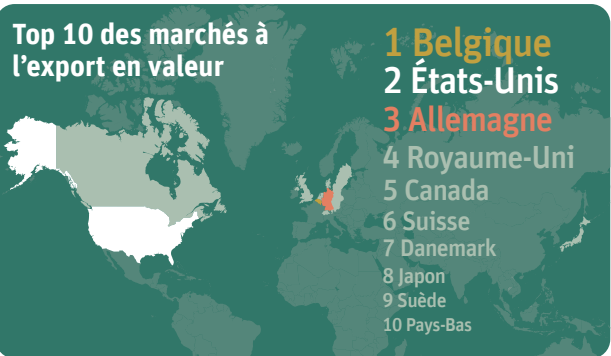 Top 10 des marchés à
l'export en valeur
1 Belgique
2 États-Unis
3 Allemagne
4 Royaume-Uni
5 Canada
6 Suisse
7 Danemark
8 Japon
9 Suède
10 Pays-Bas